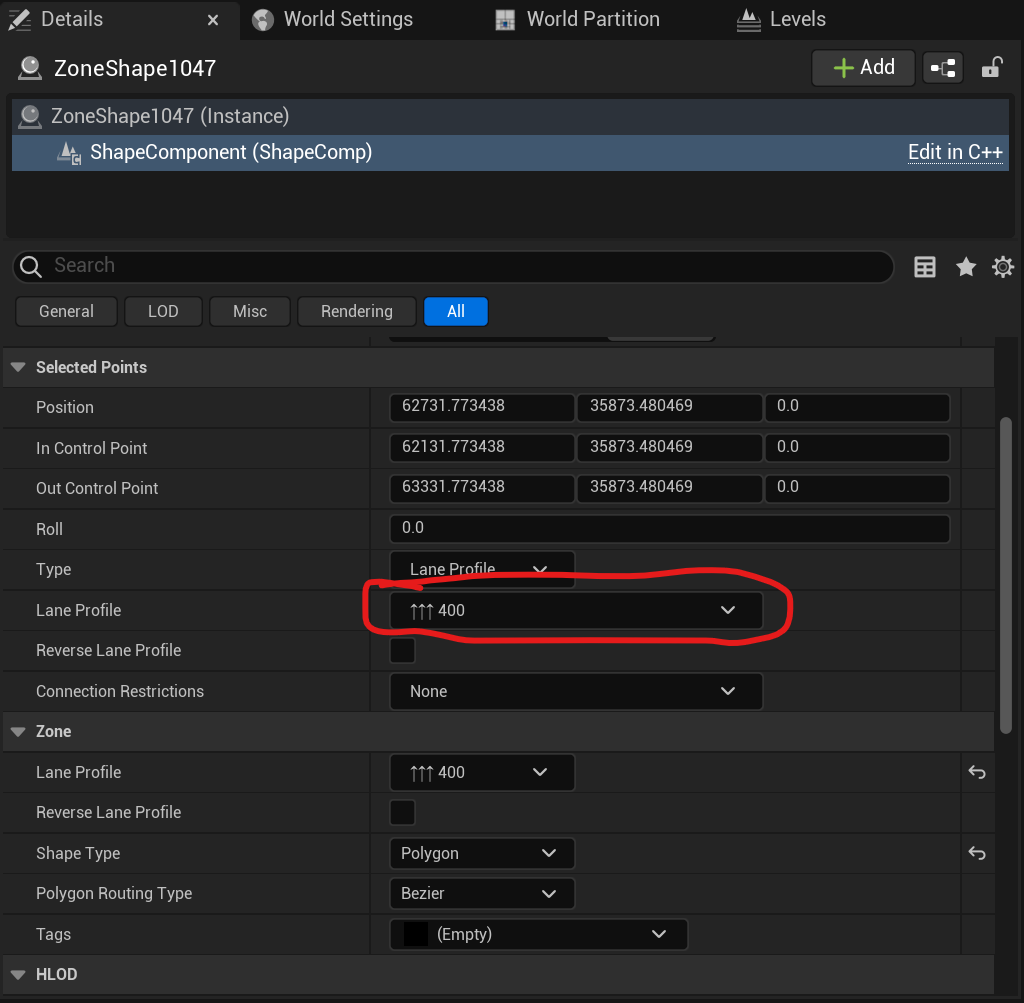 Details × World Settings World Partition Levels
ZoneShape1047 Add
ZoneShape1047 (Instance)
ShapeComponent (ShapeComp) Edit in C++
Search
General LOD Misc Rendering All
Selected Points
Position 62731.773438 35873.480469 0.0
In Control Point 62131.773438 35873.480469 0.0
Out Control Point 63331.773438 35873.480469 0.0
Roll 0.0
Type Lane Profile
Lane Profile ↑↑↑ 400
Reverse Lane Profile
Connection Restrictions None
Zone
Lane Profile ↑↑↑ 400
Reverse Lane Profile
Shape Type Polygon
Polygon Routing Type Bezier
Tags (Empty)
HLOD